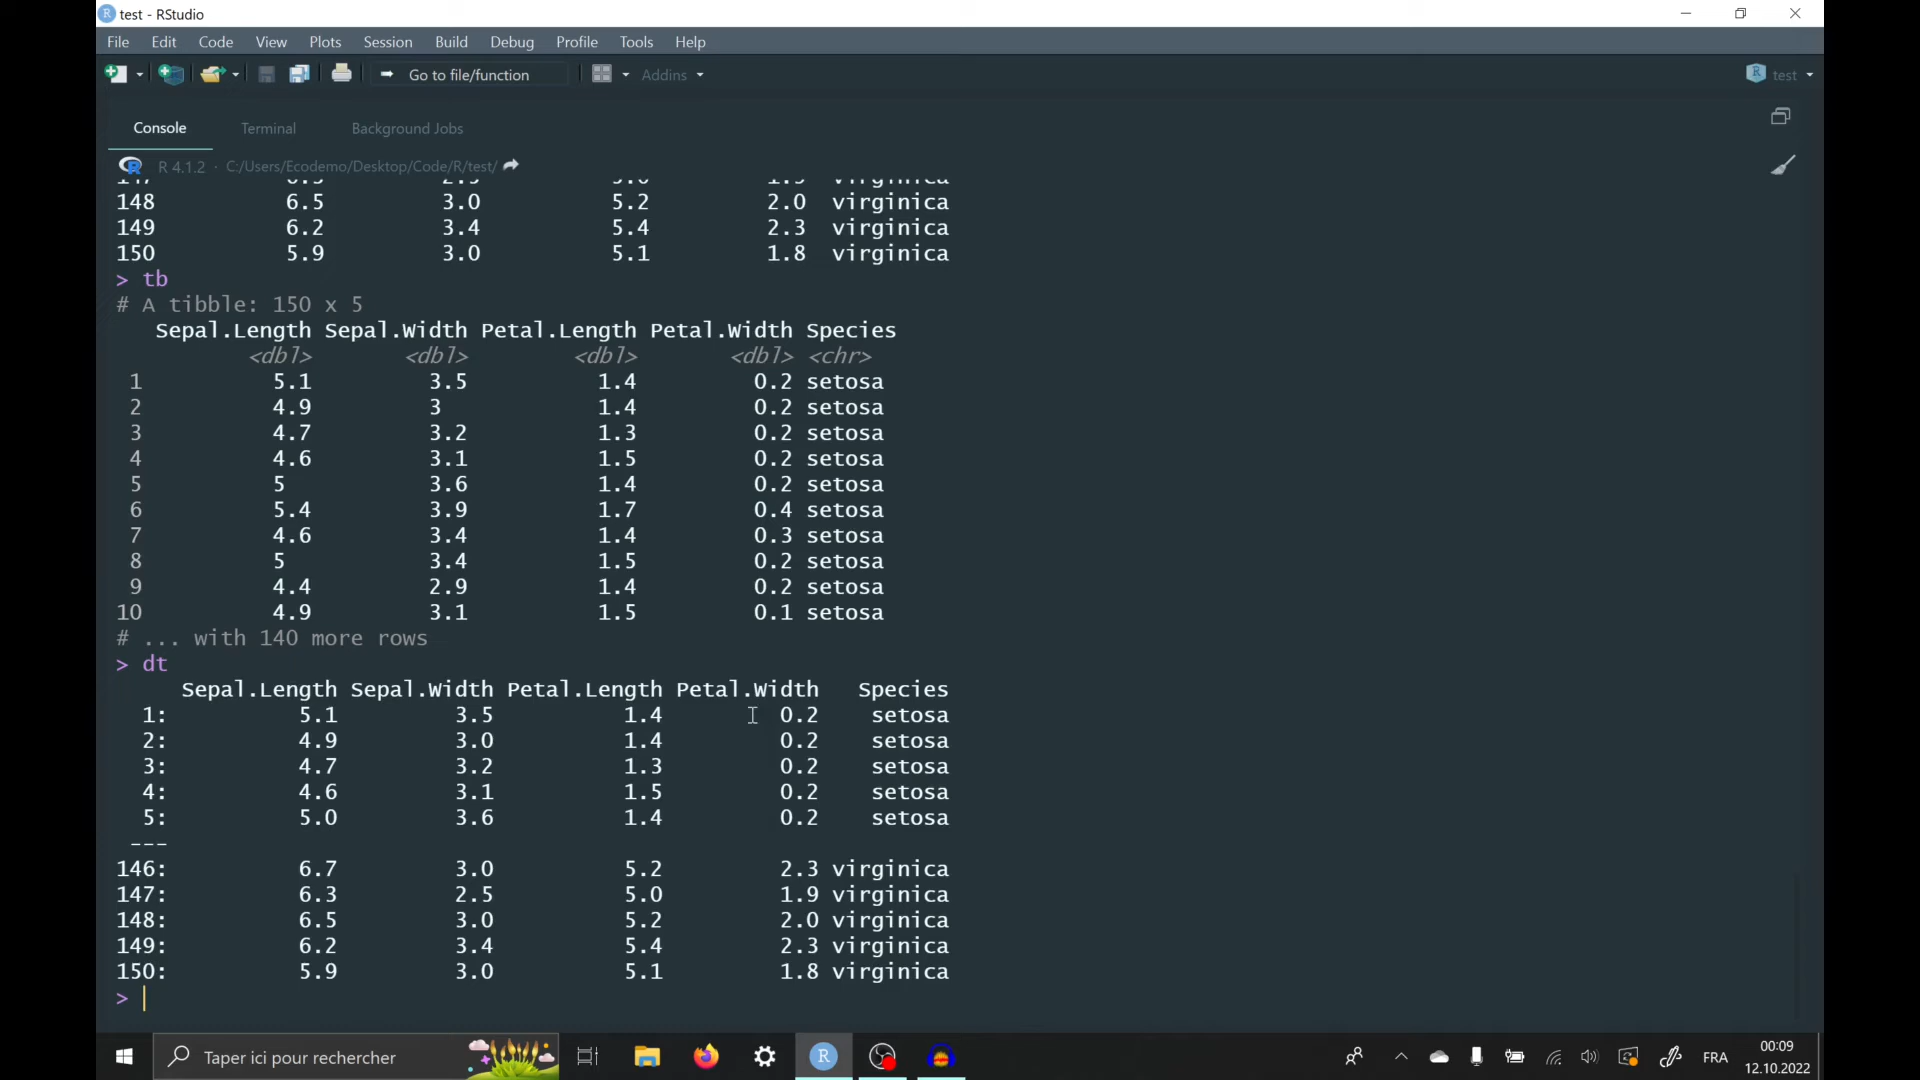 test - RStudio
File Edit Code View Plots Session Build Debug Profile Tools Help
Go to file/function Addins test
Console Terminal Background Jobs
R 4.1.2 · C:/Users/Ecodemo/Desktop/Code/R/test/
148 6.5 3.0 5.2 2.0 virginica
149 6.2 3.4 5.4 2.3 virginica
150 5.9 3.0 5.1 1.8 virginica
> tb
# A tibble: 150 x 5
Sepal.Length Sepal.Width Petal.Length Petal.Width Species
<dbl> <dbl> <dbl> <dbl> <chr>
1 5.1 3.5 1.4 0.2 setosa
2 4.9 3 1.4 0.2 setosa
3 4.7 3.2 1.3 0.2 setosa
4 4.6 3.1 1.5 0.2 setosa
5 5 3.6 1.4 0.2 setosa
6 5.4 3.9 1.7 0.4 setosa
7 4.6 3.4 1.4 0.3 setosa
8 5 3.4 1.5 0.2 setosa
9 4.4 2.9 1.4 0.2 setosa
10 4.9 3.1 1.5 0.1 setosa
# ... with 140 more rows
> dt
Sepal.Length Sepal.Width Petal.Length Petal.Width Species
1: 5.1 3.5 1.4 0.2 setosa
2: 4.9 3.0 1.4 0.2 setosa
3: 4.7 3.2 1.3 0.2 setosa
4: 4.6 3.1 1.5 0.2 setosa
5: 5.0 3.6 1.4 0.2 setosa
---
146: 6.7 3.0 5.2 2.3 virginica
147: 6.3 2.5 5.0 1.9 virginica
148: 6.5 3.0 5.2 2.0 virginica
149: 6.2 3.4 5.4 2.3 virginica
150: 5.9 3.0 5.1 1.8 virginica
>
Taper ici pour rechercher FRA 00:09
12.10.2022